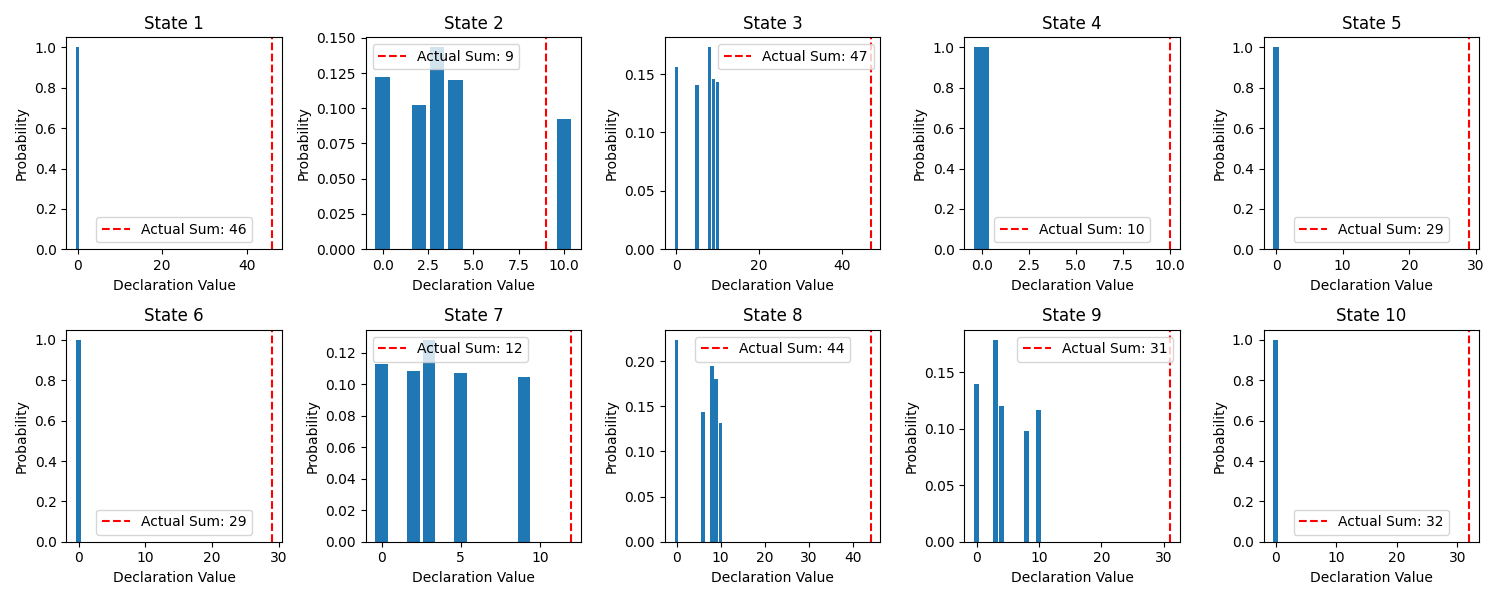 State 1
State 2
State 3
State 4
State 5
Probability
1.0
0.8
0.6
0.4
0.2
0.0
Actual Sum: 46
0
20
40
Declaration Value
Probability
0.150
0.125
0.100
0.075
0.050
0.025
0.000
Actual Sum: 9
0.0
2.5
5.0
7.5
10.0
Declaration Value
Probability
0.15
0.10
0.05
0.00
Actual Sum: 47
0
20
40
Declaration Value
Probability
1.0
0.8
0.6
0.4
0.2
0.0
Actual Sum: 10
0.0
2.5
5.0
7.5
10.0
Declaration Value
Probability
1.0
0.8
0.6
0.4
0.2
0.0
Actual Sum: 29
0
10
20
30
Declaration Value
State 6
State 7
State 8
State 9
State 10
Probability
1.0
0.8
0.6
0.4
0.2
0.0
Actual Sum: 29
0
10
20
30
Declaration Value
Probability
0.12
0.10
0.08
0.06
0.04
0.02
0.00
Actual Sum: 12
0
5
10
Declaration Value
Probability
0.20
0.15
0.10
0.05
0.00
Actual Sum: 44
0
10
20
30
40
Declaration Value
Probability
0.15
0.10
0.05
0.00
Actual Sum: 31
0
10
20
30
Declaration Value
Probability
1.0
0.8
0.6
0.4
0.2
0.0
Actual Sum: 32
0
10
20
30
Declaration Value